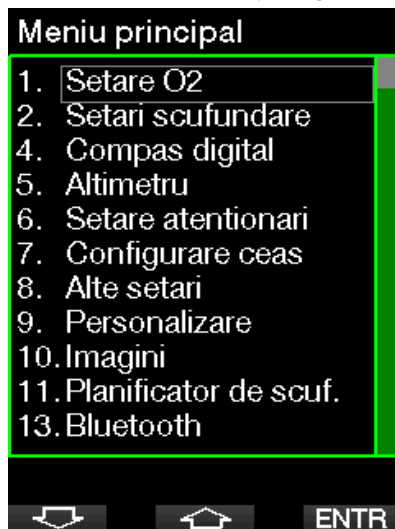 Meniu principal
1. Setare O2
2. Setari scufundare
4. Compas digital
5. Altimetru
6. Setare atentionari
7. Configurare ceas
8. Alte setari
9. Personalizare
10. Imagini
11. Planificator de scuf.
13. Bluetooth
ENTR